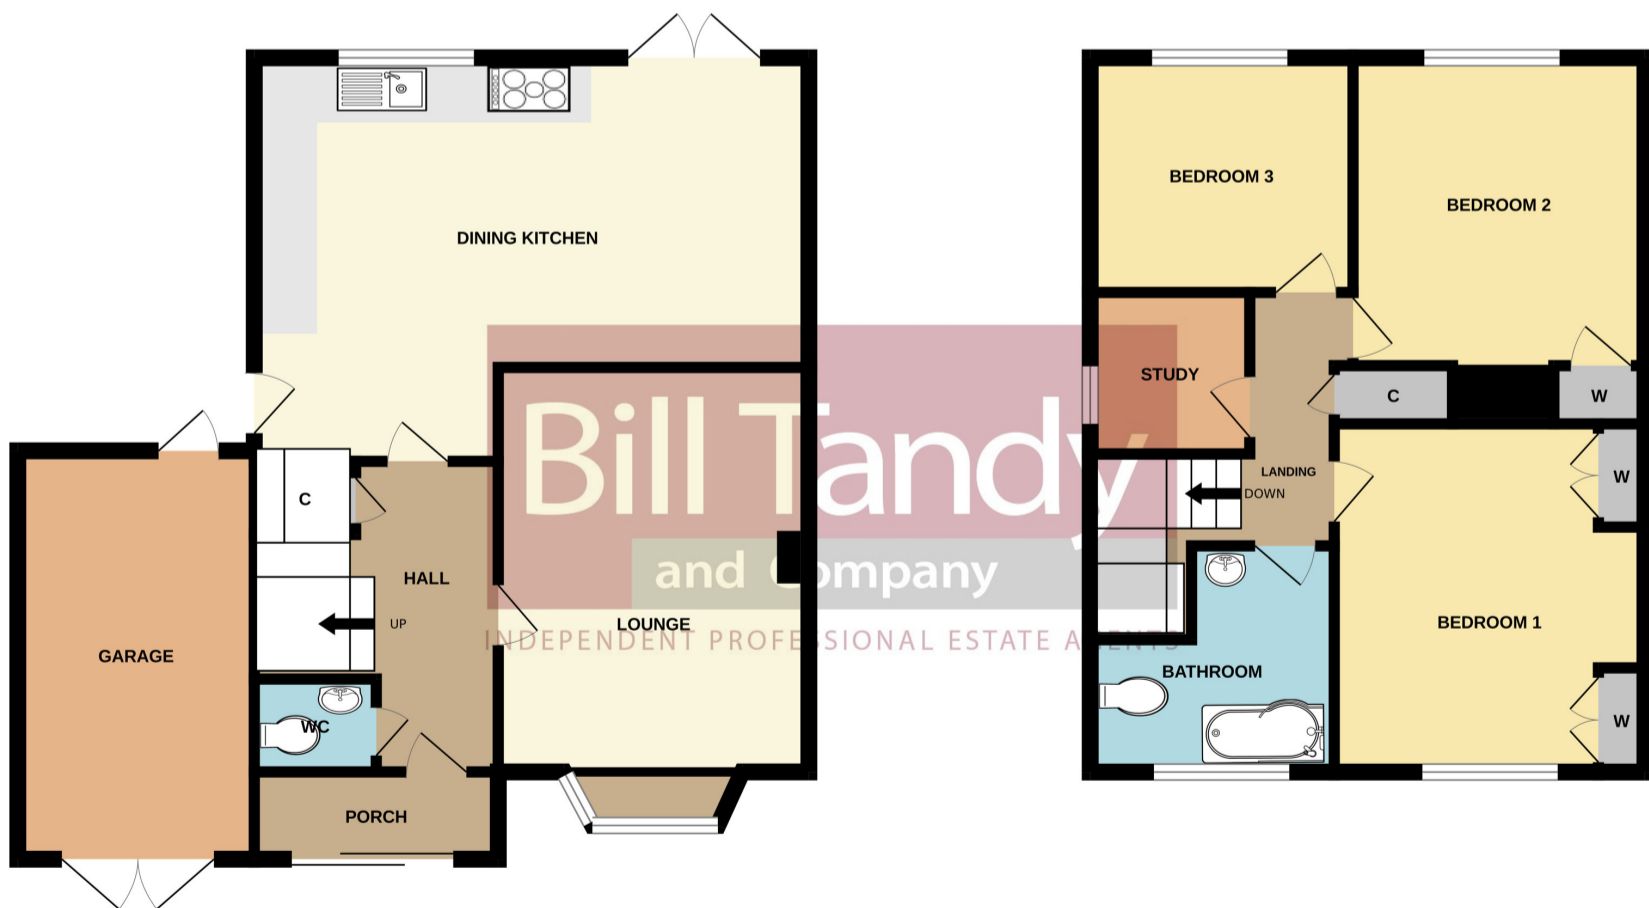 DINING KITCHEN
C
HALL
UP
LOUNGE
GARAGE
WC
PORCH
BEDROOM 3
BEDROOM 2
STUDY
C
W
LANDING
DOWN
W
BEDROOM 1
BATHROOM
W
Bill Tandy
and Company
INDEPENDENT PROFESSIONAL ESTATE AGENTS